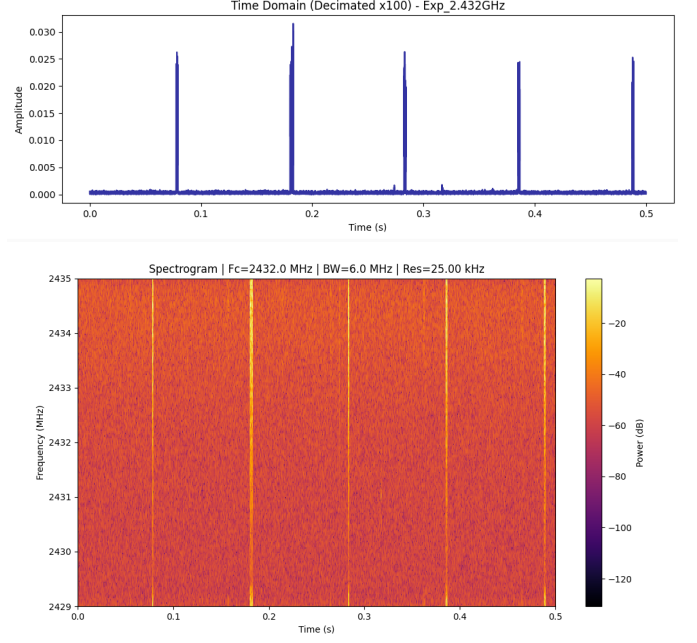 Time Domain (Decimated x100) - Exp_2.432GHz
0.030
0.025
0.020
0.015
0.010
0.005
0.000
Amplitude
0.0 0.1 0.2 0.3 0.4 0.5
Time (s)
Spectrogram | Fc=2432.0 MHz | BW=6.0 MHz | Res=25.00 kHz
2435
2434
2433
2432
2431
2430
2429
Frequency (MHz)
0.0 0.1 0.2 0.3 0.4 0.5
Time (s)
−20
−40
−60
−80
−100
−120
Power (dB)